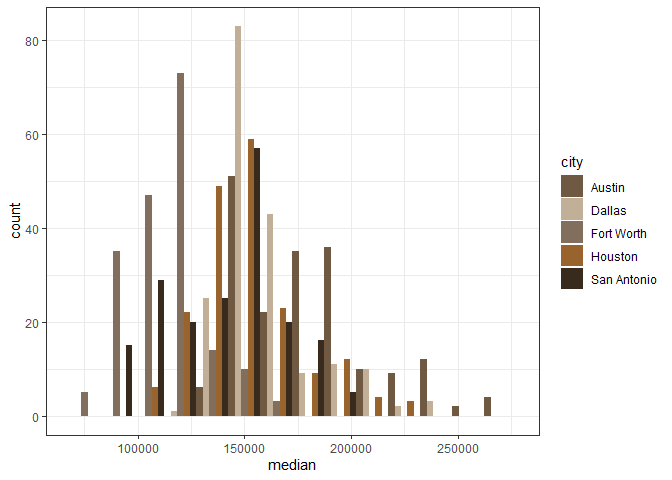 80
60
40
20
0
count
100000 150000 200000 250000
median
city
Austin
Dallas
Fort Worth
Houston
San Antonio